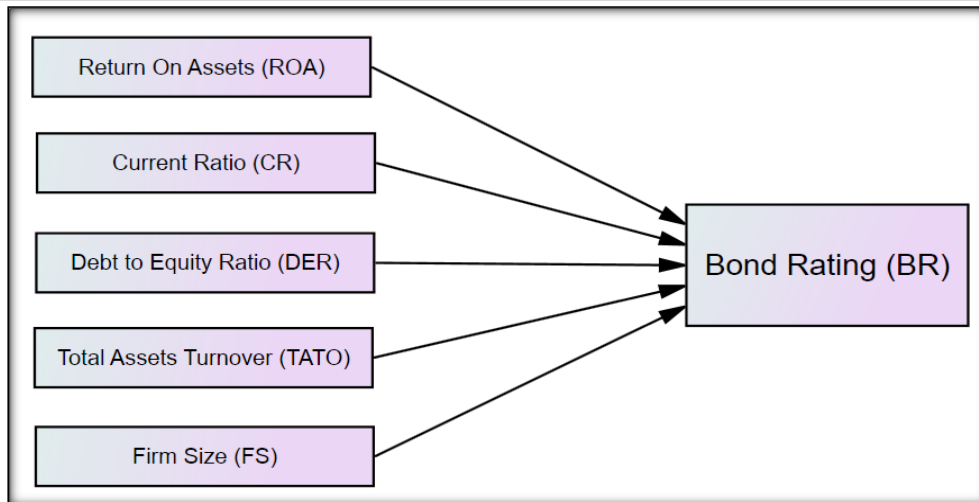 Return On Assets (ROA)
Current Ratio (CR)
Debt to Equity Ratio (DER)
Total Assets Turnover (TATO)
Firm Size (FS)
Bond Rating (BR)